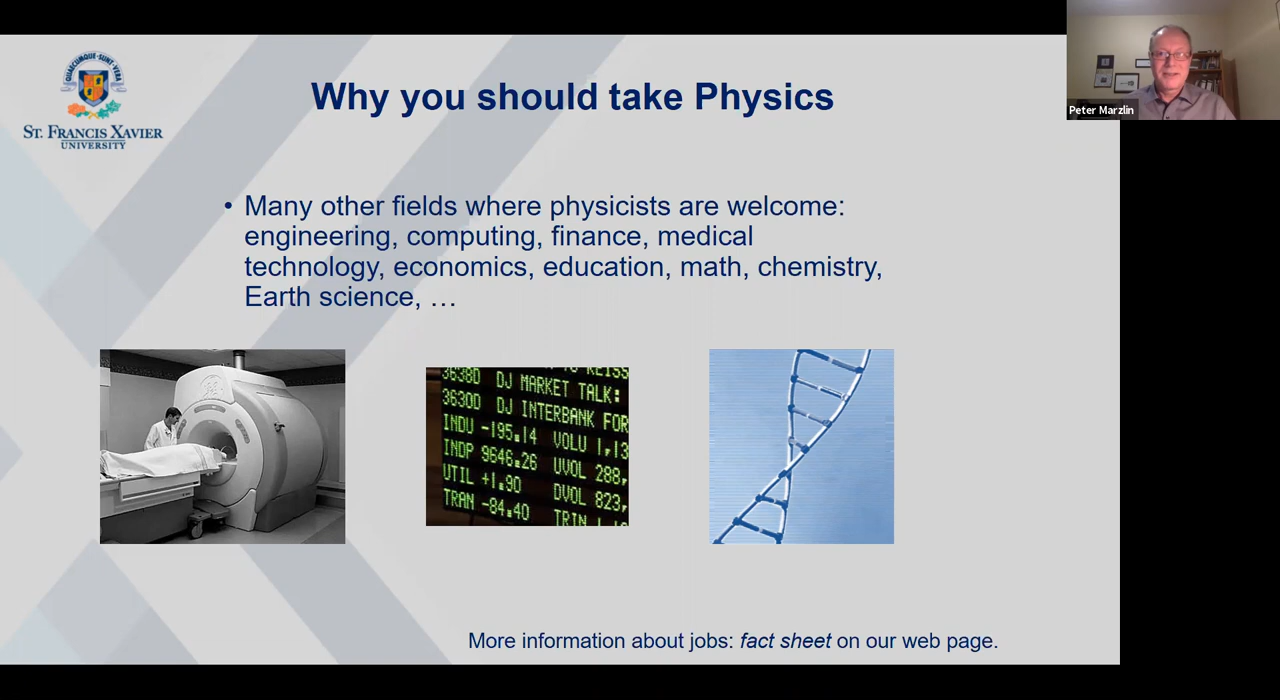 QUAECUMQUE·SUNT·VERA
ST. FRANCIS XAVIER
UNIVERSITY
Why you should take Physics
Peter Marzlin
• Many other fields where physicists are welcome:
engineering, computing, finance, medical
technology, economics, education, math, chemistry,
Earth science, …
3638D DJ MARKET TALK:
3630D DJ INTERBANK FOR
INDU -195.14 VOLU 1,13
INDP 9646.26 UVOL 288,
UTIL +1.90 DVOL 823,
TRAN -84.40 TRIN
More information about jobs: fact sheet on our web page.